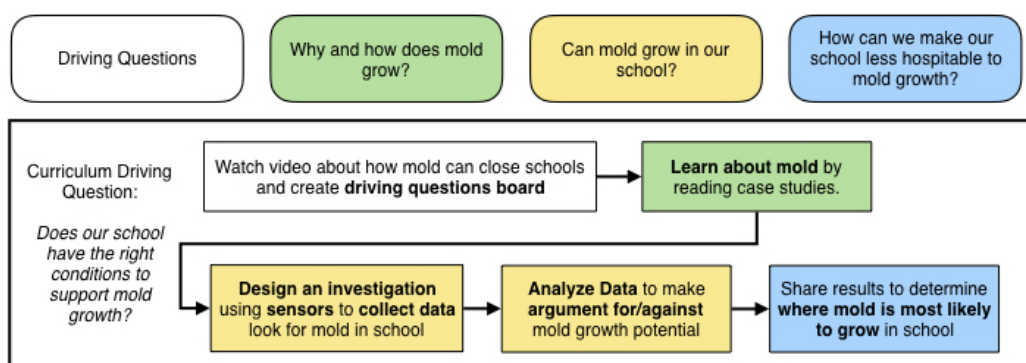 Driving Questions
Why and how does mold
grow?
Can mold grow in our
school?
How can we make our
school less hospitable to
mold growth?
Curriculum Driving
Question:
Does our school
have the right
conditions to
support mold
growth?
Watch video about how mold can close schools
and create driving questions board
Learn about mold by
reading case studies.
Design an investigation
using sensors to collect data
look for mold in school
Analyze Data to make
argument for/against
mold growth potential
Share results to determine
where mold is most likely
to grow in school